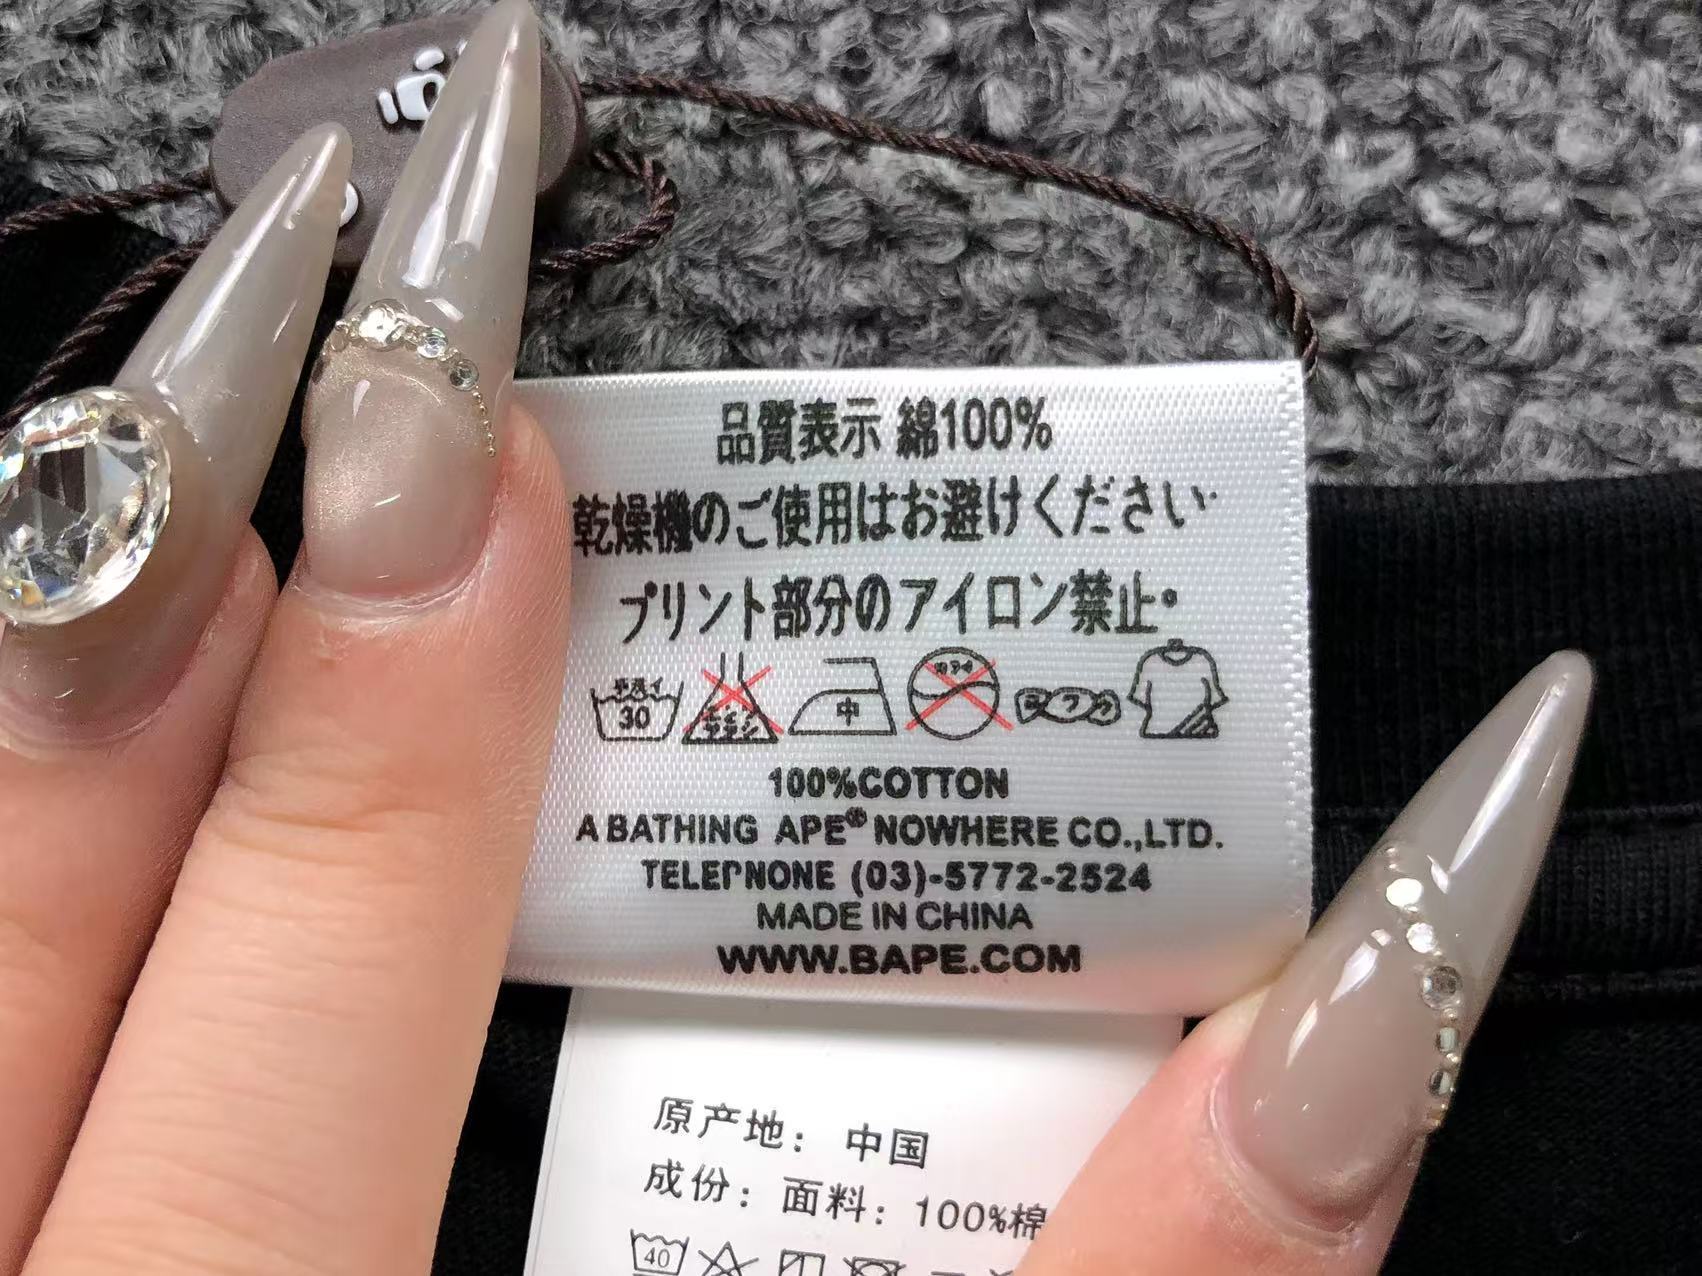 品質表示 綿100%
乾燥機のご使用はお避けください
プリント部分のアイロン禁止・
30
中
100%COTTON
A BATHING APE® NOWHERE CO.,LTD.
TELEPNONE (03)-5772-2524
MADE IN CHINA
WWW.BAPE.COM
原产地：中国
成份：面料：100%棉
40